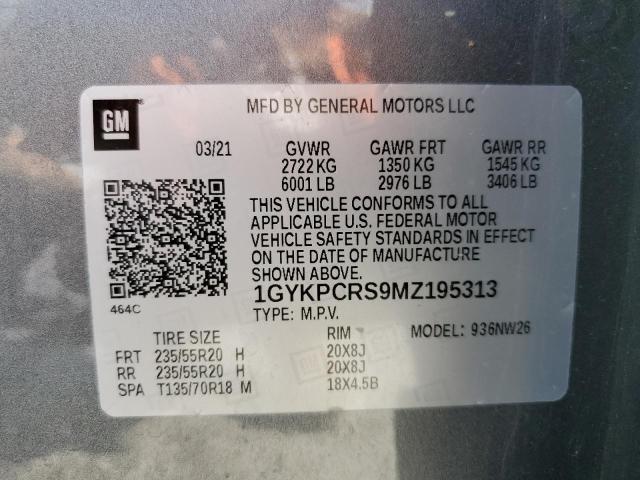 GM
MFD BY GENERAL MOTORS LLC
03/21 GVWR GAWR FRT GAWR RR
2722 KG 1350 KG 1545 KG
6001 LB 2976 LB 3406 LB
THIS VEHICLE CONFORMS TO ALL
APPLICABLE U.S. FEDERAL MOTOR
VEHICLE SAFETY STANDARDS IN EFFECT
ON THE DATE OF MANUFACTURE
SHOWN ABOVE.
464C
1GYKPCRS9MZ195313
TYPE: M.P.V.
TIRE SIZE RIM MODEL: 936NW26
FRT 235/55R20 H 20X8J
RR 235/55R20 H 20X8J
SPA T135/70R18 M 18X4.5B